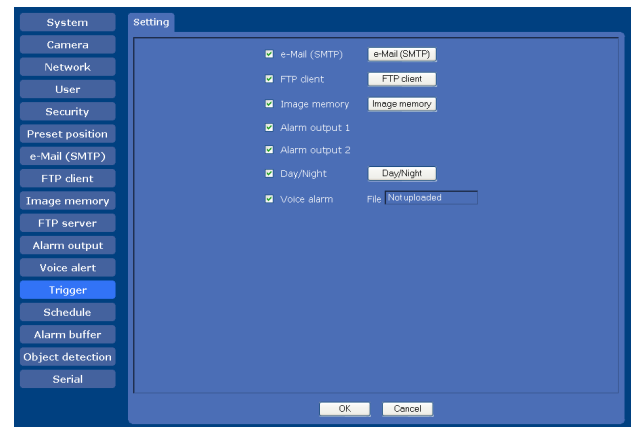 System
Camera
Network
User
Security
Preset position
e-Mail (SMTP)
FTP client
Image memory
FTP server
Alarm output
Voice alert
Trigger
Schedule
Alarm buffer
Object detection
Serial
Setting
e-Mail (SMTP) e-Mail (SMTP)
FTP client FTP client
Image memory Image memory
Alarm output 1
Alarm output 2
Day/Night Day/Night
Voice alarm File Not uploaded
OK Cancel